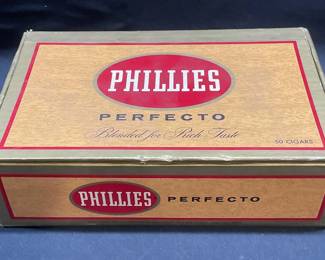 PHILLIES
PERFECTO
Blended for Rich Taste
50 CIGARS
PHILLIES PERFECTO